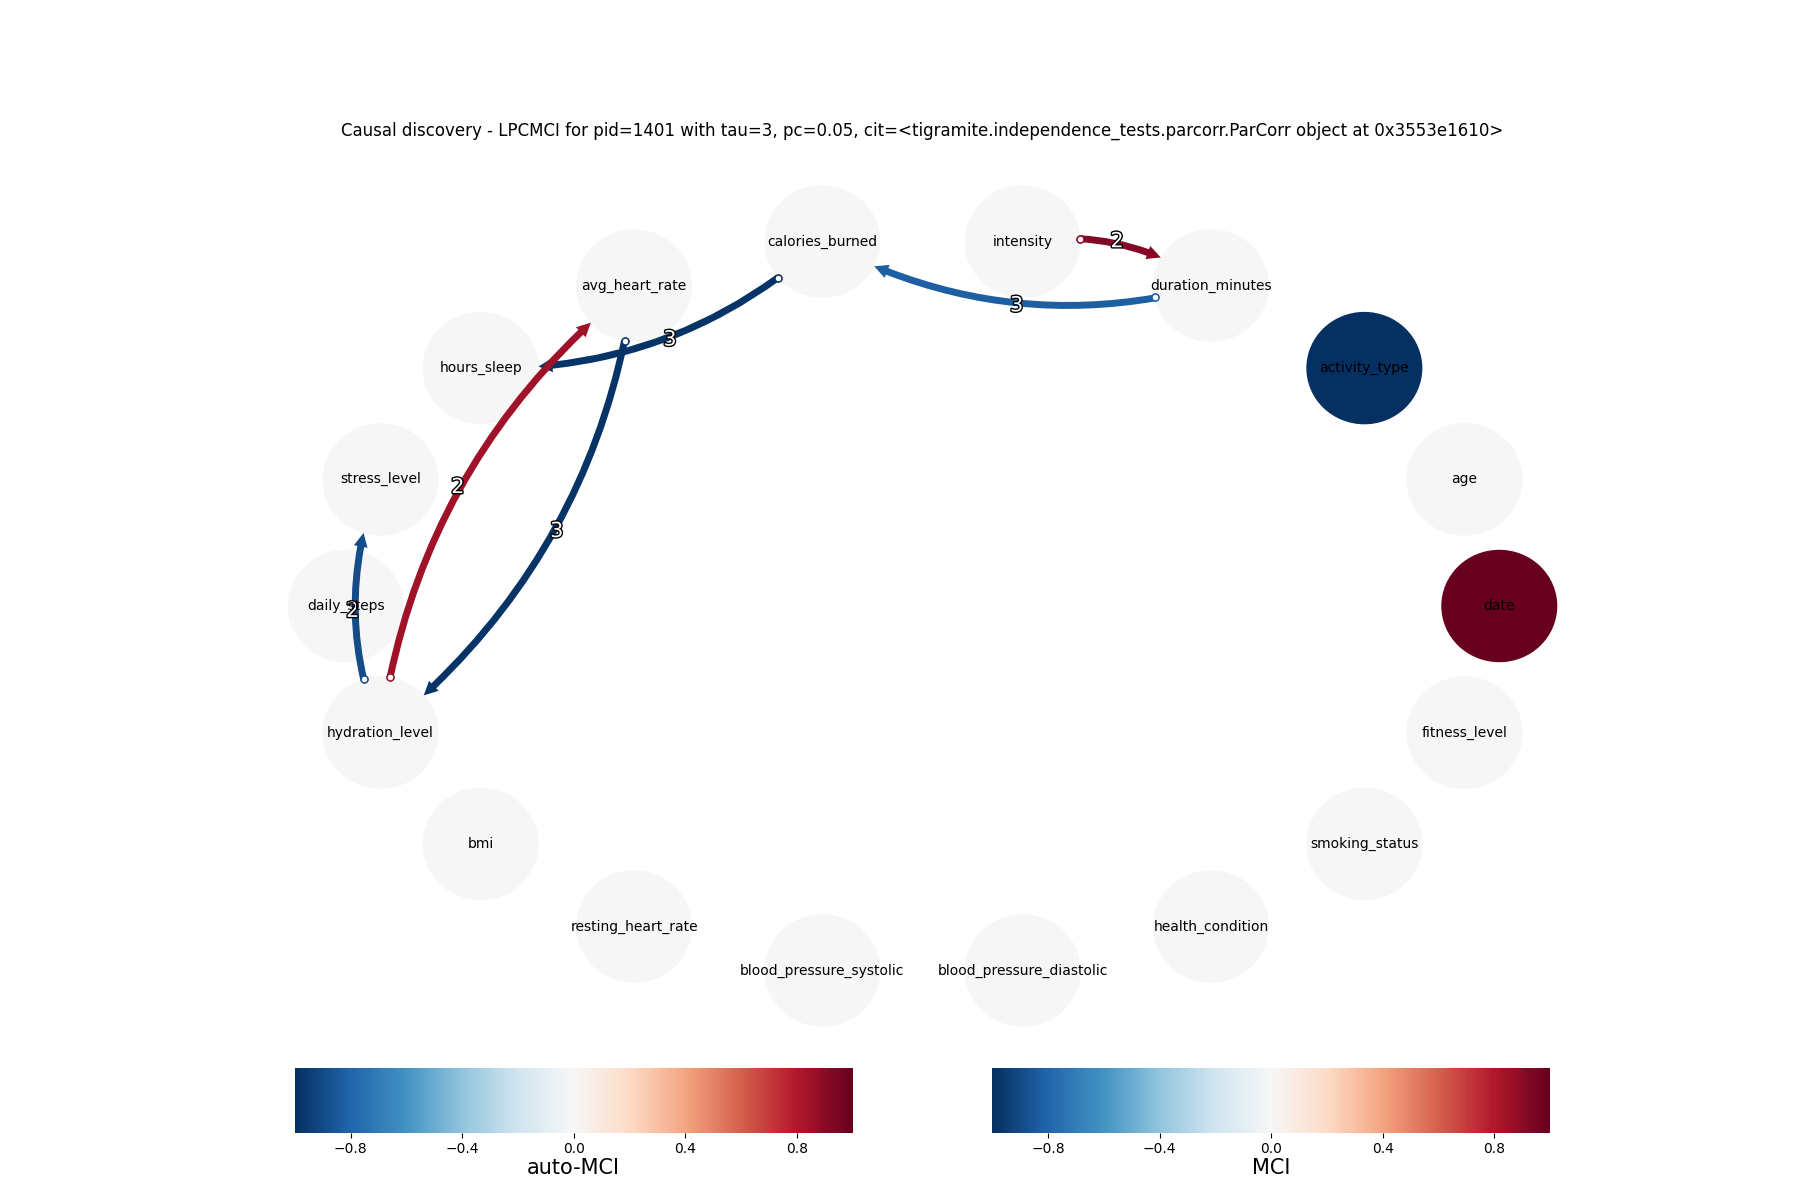 Causal discovery - LPCMCI for pid=1401 with tau=3, pc=0.05, cit=<tigramite.independence_tests.parcorr.ParCorr object at 0x3553e1610>
calories_burned
intensity
2
avg_heart_rate
duration_minutes
3
3
hours_sleep
activity_type
stress_level
2
age
3
daily_steps
2
date
hydration_level
fitness_level
bmi
smoking_status
resting_heart_rate
health_condition
blood_pressure_systolic
blood_pressure_diastolic
−0.8 −0.4 0.0 0.4 0.8
auto-MCI
−0.8 −0.4 0.0 0.4 0.8
MCI